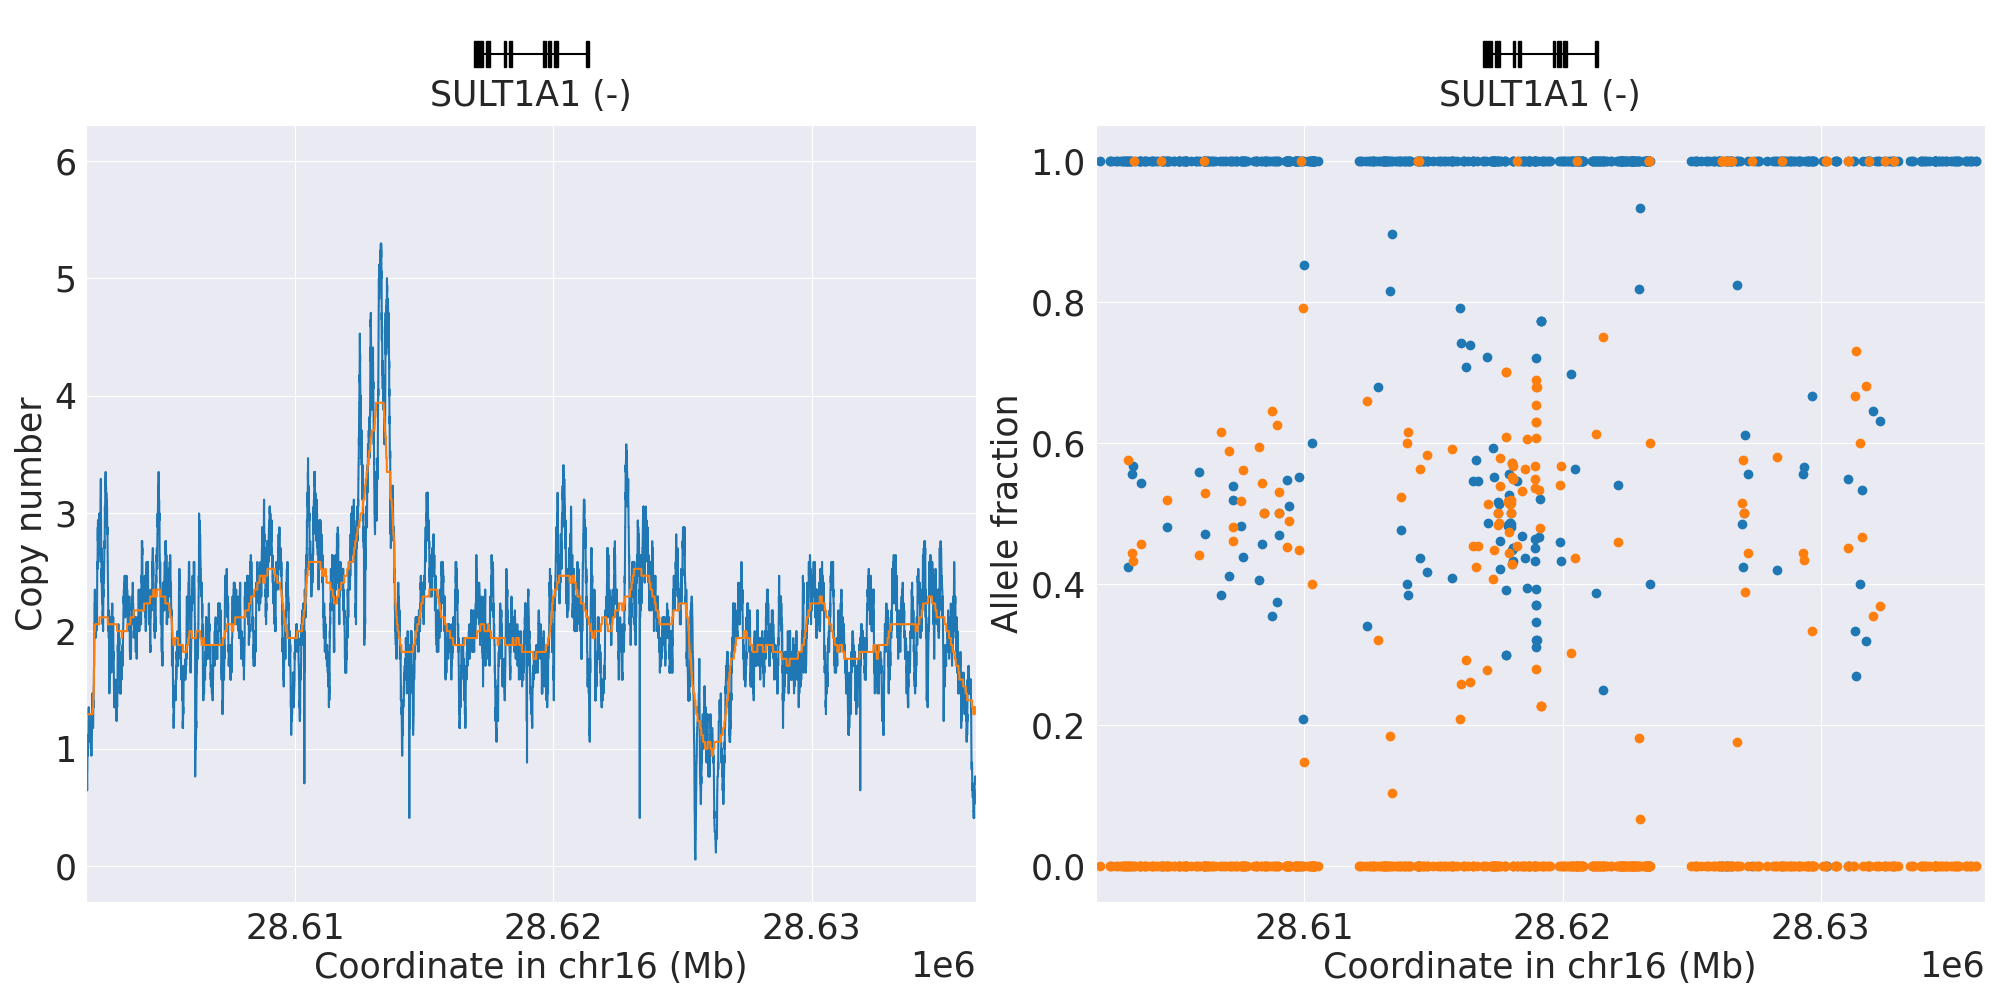 SULT1A1 (-)
SULT1A1 (-)
Copy number
6
5
4
3
2
1
0
28.61
28.62
28.63
Coordinate in chr16 (Mb)
1e6
Allele fraction
1.0
0.8
0.6
0.4
0.2
0.0
28.61
28.62
28.63
Coordinate in chr16 (Mb)
1e6